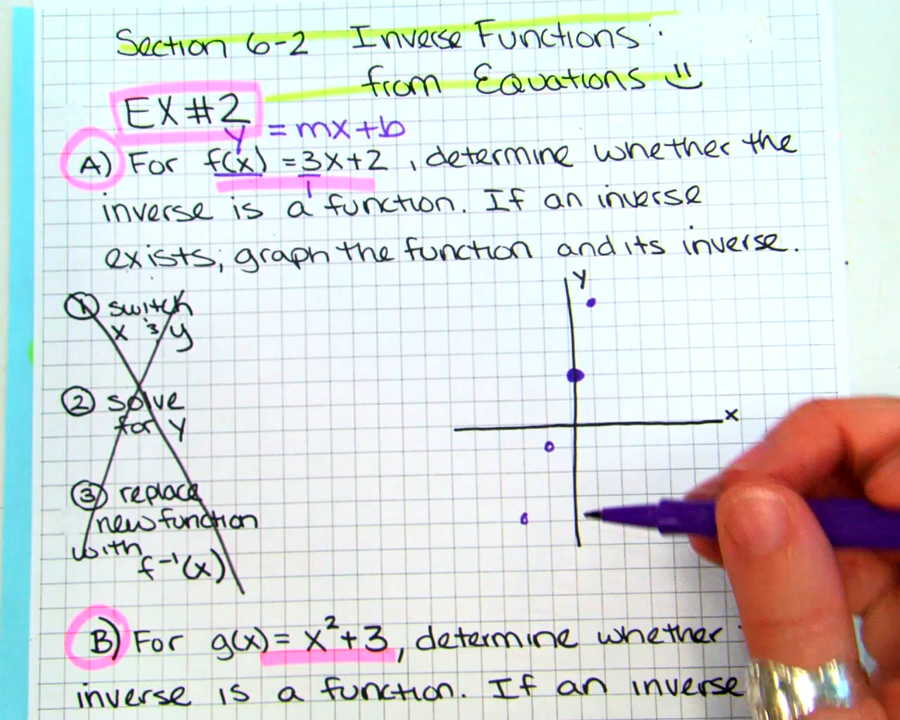 Section 6-2 Inverse Functions
from Equations
EX#2
y = mx+b
A) For f(x) = 3x+2, determine whether the
1
inverse is a function. If an inverse
exists, graph the function and its inverse.
① switch
x & y
② solve
for y
③ replace
new function
with f⁻¹(x)
y
x
B) For g(x) = x²+3, determine whether
inverse is a function. If an inverse